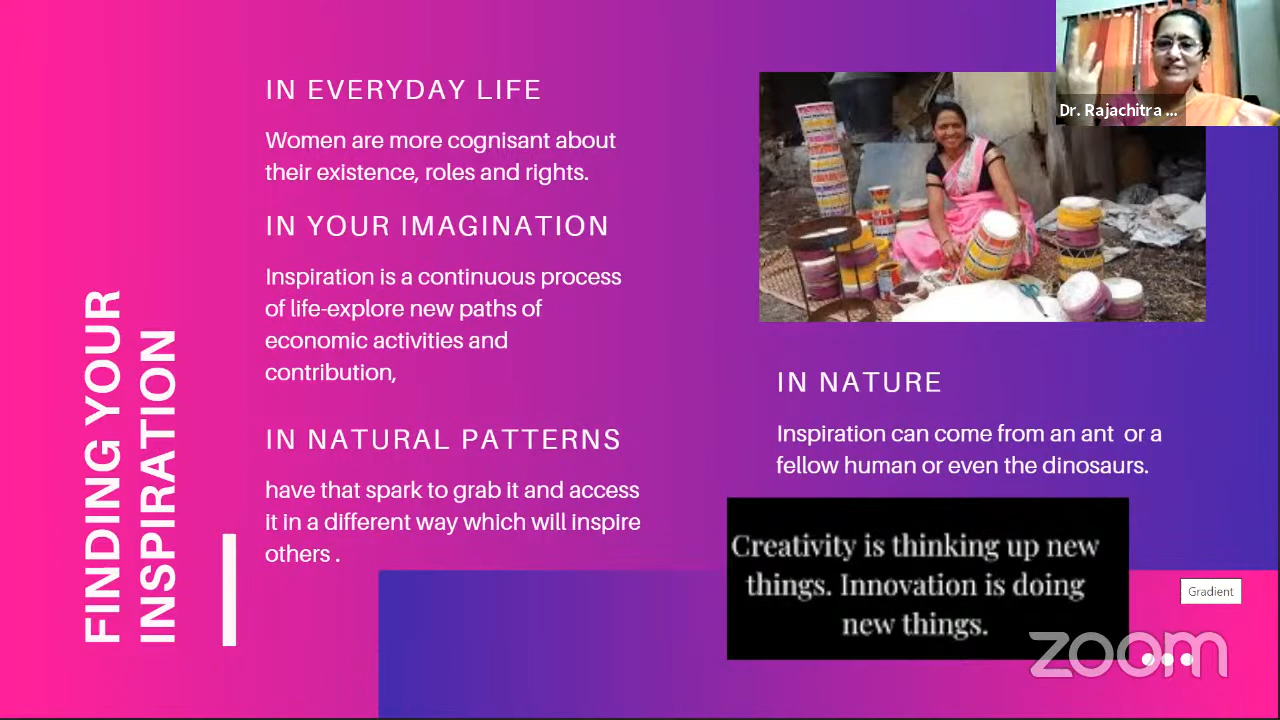 FINDING YOUR
INSPIRATION
IN EVERYDAY LIFE
Women are more cognisant about
their existence, roles and rights.
IN YOUR IMAGINATION
Inspiration is a continuous process
of life-explore new paths of
economic activities and
contribution,
IN NATURAL PATTERNS
have that spark to grab it and access
it in a different way which will inspire
others .
Dr. Rajachitra ...
IN NATURE
Inspiration can come from an ant or a
fellow human or even the dinosaurs.
Creativity is thinking up new
things. Innovation is doing
new things.
Gradient
zoom